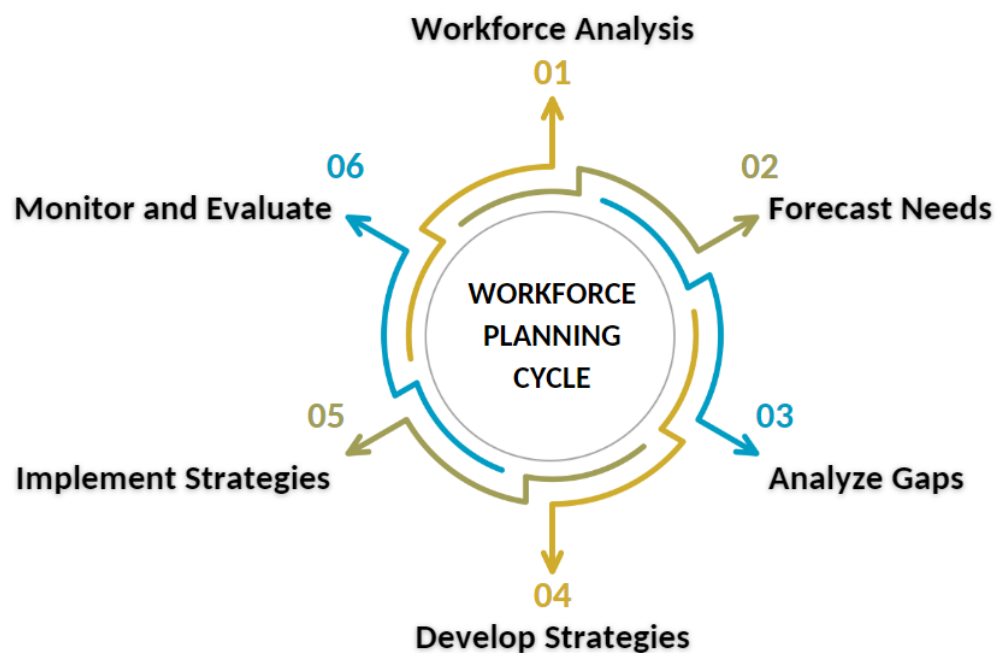 Workforce Analysis
01
02
Forecast Needs
03
Analyze Gaps
04
Develop Strategies
05
Implement Strategies
06
Monitor and Evaluate
WORKFORCE
PLANNING
CYCLE